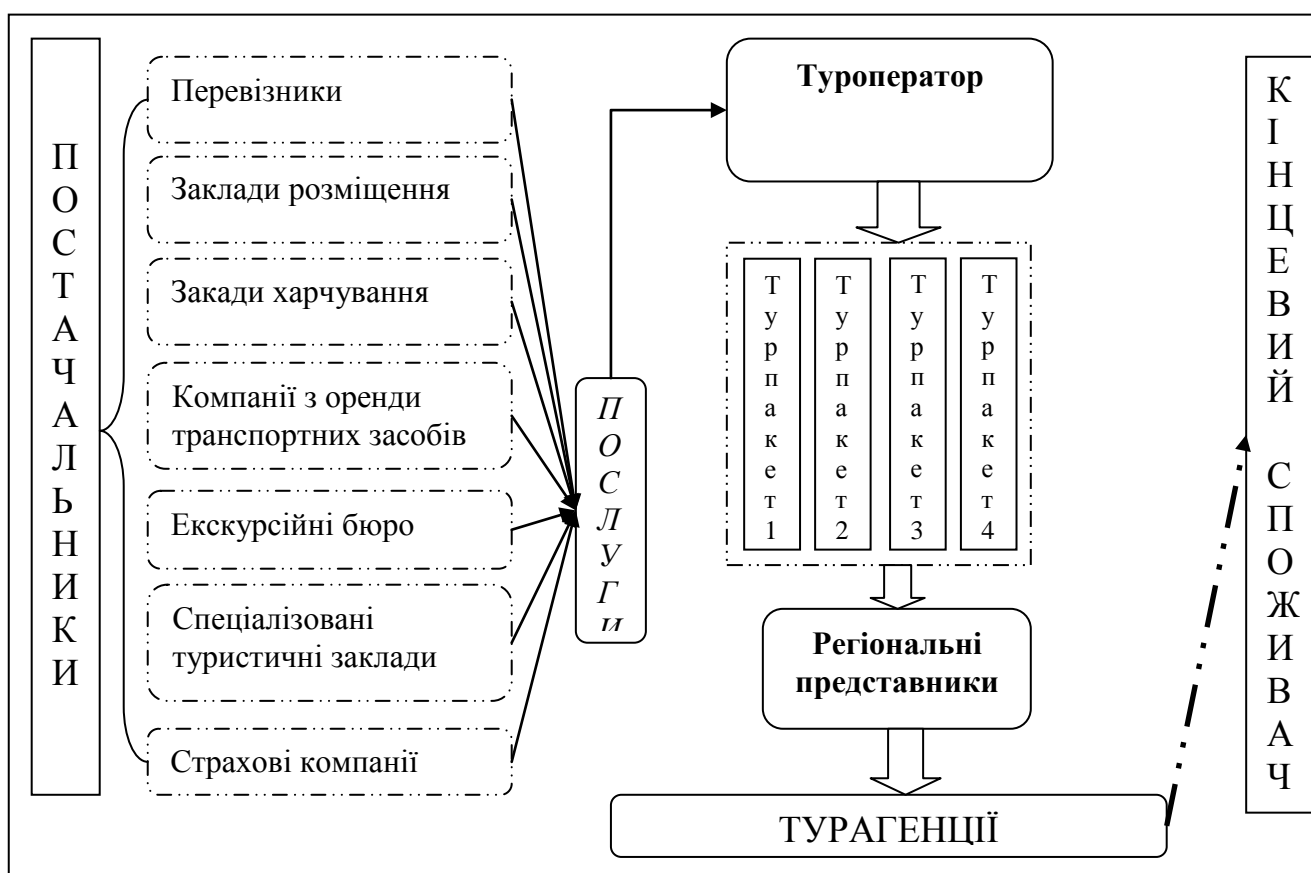 ПОСТАЧАЛЬНИКИ
Перевізники
Заклади розміщення
Закади харчування
Компанії з оренди
транспортних засобів
Екскурсійні бюро
Спеціалізовані
туристичні заклади
Страхові компанії
ПОСЛУГИ
Туроператор
Турпакет 1
Турпакет 2
Турпакет 3
Турпакет 4
Регіональні
представники
ТУРАГЕНЦІЇ
КІНЦЕВИЙ СПОЖИВАЧ